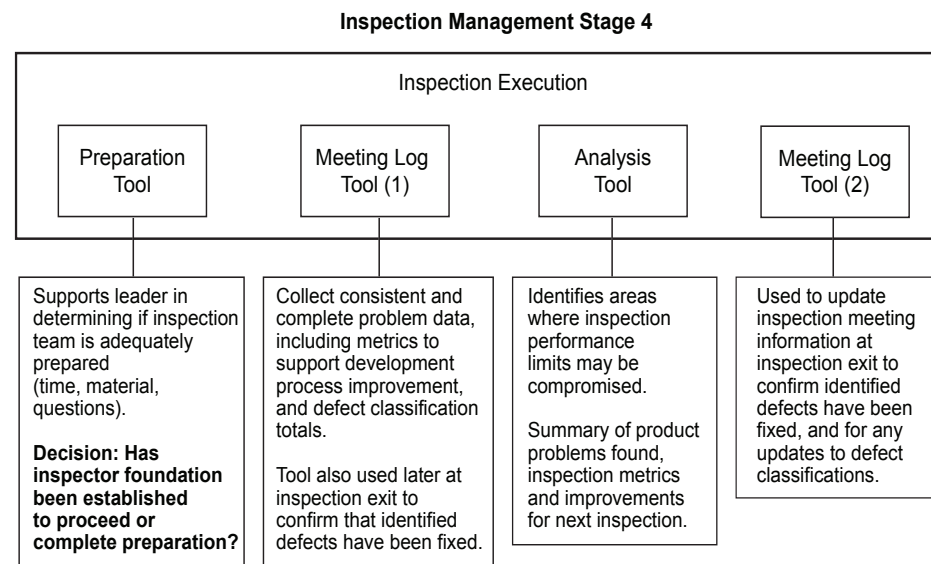 Inspection Management Stage 4
Inspection Execution
Preparation
Tool
Meeting Log
Tool (1)
Analysis
Tool
Meeting Log
Tool (2)
Supports leader in
determining if inspection
team is adequately
prepared
(time, material,
questions).
Decision: Has
inspector foundation
been established
to proceed or
complete preparation?
Collect consistent and
complete problem data,
including metrics to
support development
process improvement,
and defect classification
totals.
Tool also used later at
inspection exit to
confirm that identified
defects have been fixed.
Identifies areas
where inspection
performance
limits may be
compromised.
Summary of product
problems found,
inspection metrics
and improvements
for next inspection.
Used to update
inspection meeting
information at
inspection exit to
confirm identified
defects have been
fixed, and for any
updates to defect
classifications.